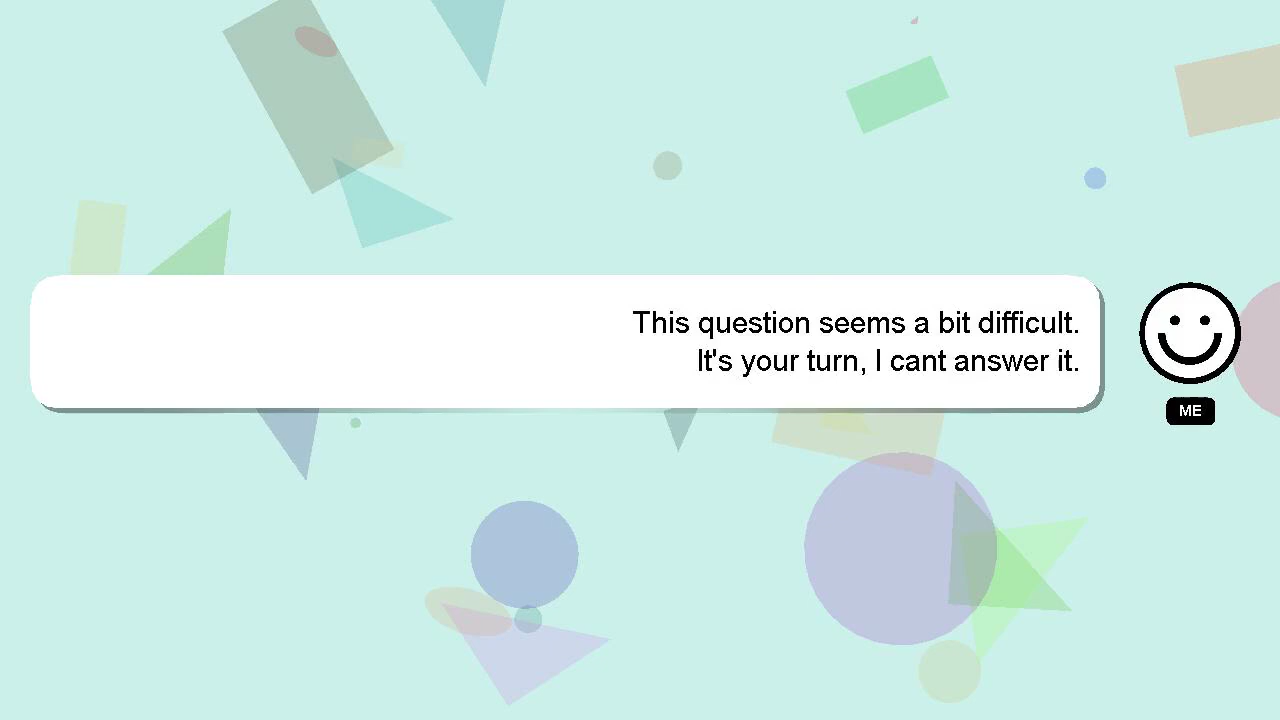 This question seems a bit difficult.
It's your turn, I cant answer it.
ME